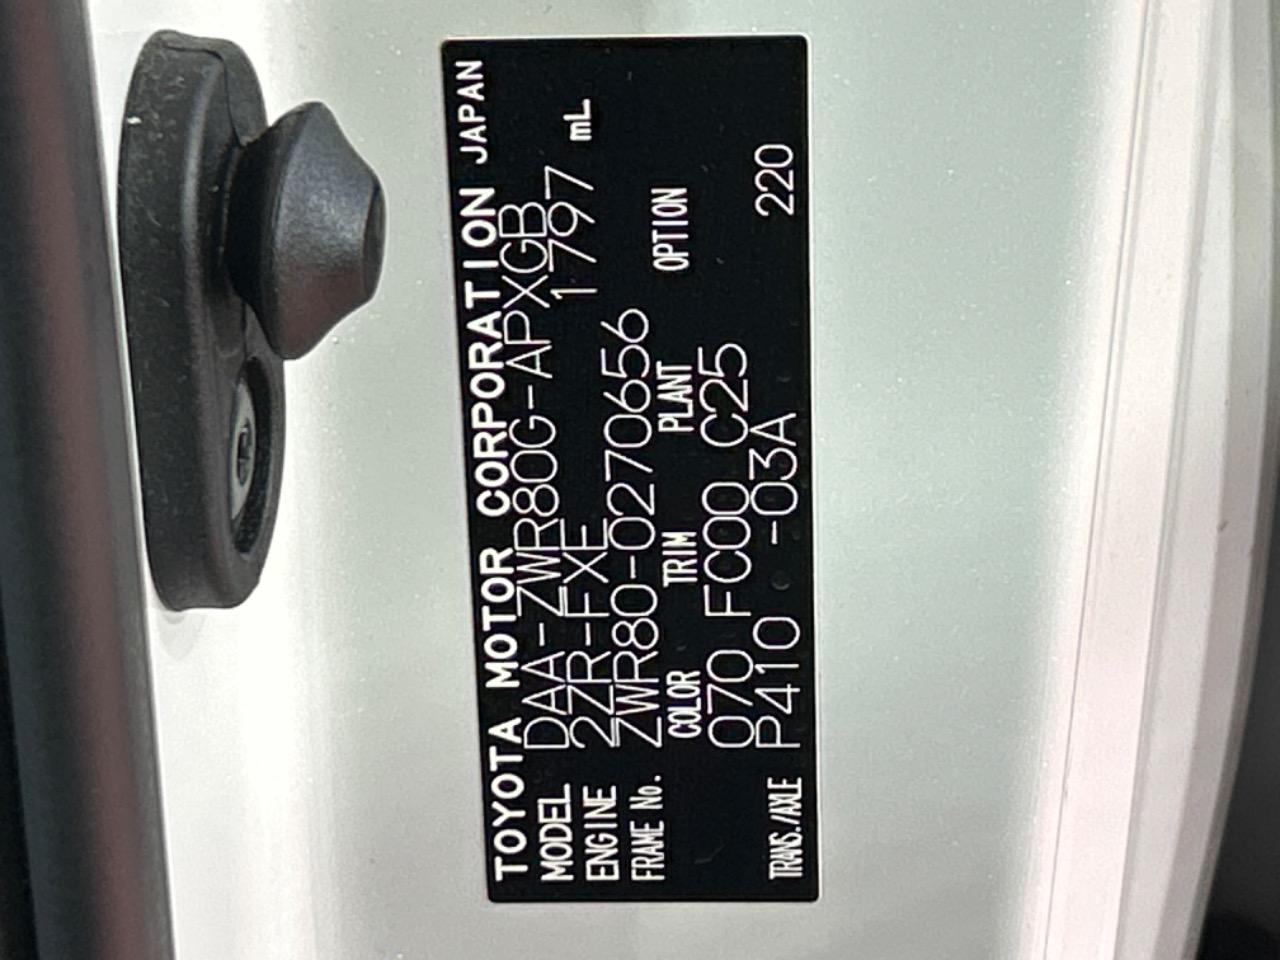 TOYOTA MOTOR CORPORATION JAPAN
MODEL DAA-ZWR80G-APXGB
ENGINE 2ZR-FXE 1797 mL
FRAME No. ZWR80-0270656
COLOR TRIM PLANT OPTION
070 FC00 C25
TRANS./AXLE P410 -03A 220